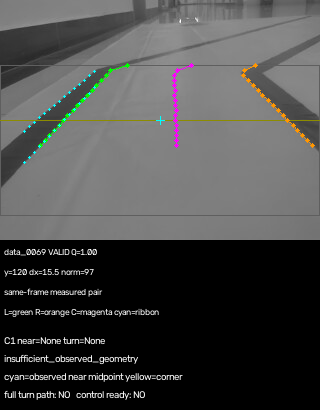 data_0069 VALID Q=1.00
y=120 dx=15.5 norm=97
same-frame measured pair
L=green R=orange C=magenta cyan=ribbon
C1 near=None turn=None
insufficient_observed_geometry
cyan=observed near midpoint yellow=corner
full turn path: NO control ready: NO